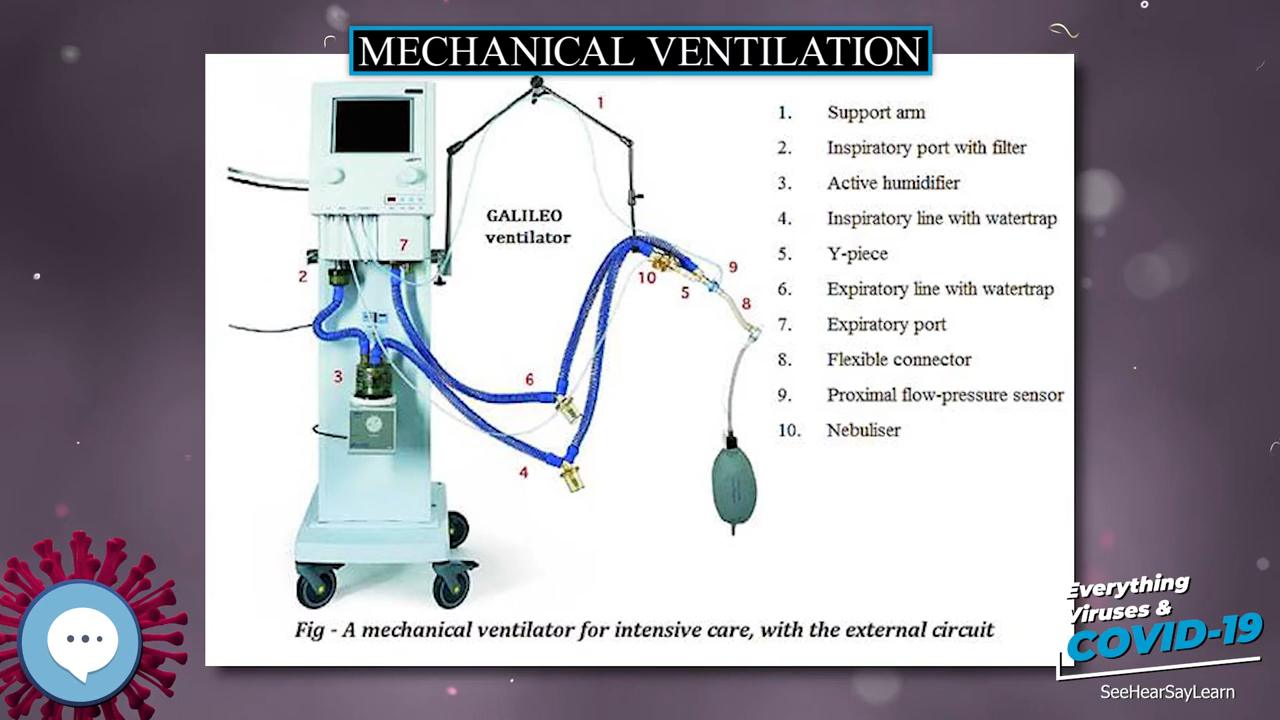 MECHANICAL VENTILATION
1
GALILEO
ventilator
7
2
10
9
5
8
3
6
4
1. Support arm
2. Inspiratory port with filter
3. Active humidifier
4. Inspiratory line with watertrap
5. Y-piece
6. Expiratory line with watertrap
7. Expiratory port
8. Flexible connector
9. Proximal flow-pressure sensor
10. Nebuliser
Fig - A mechanical ventilator for intensive care, with the external circuit
Everything
Viruses &
COVID-19
SeeHearSayLearn